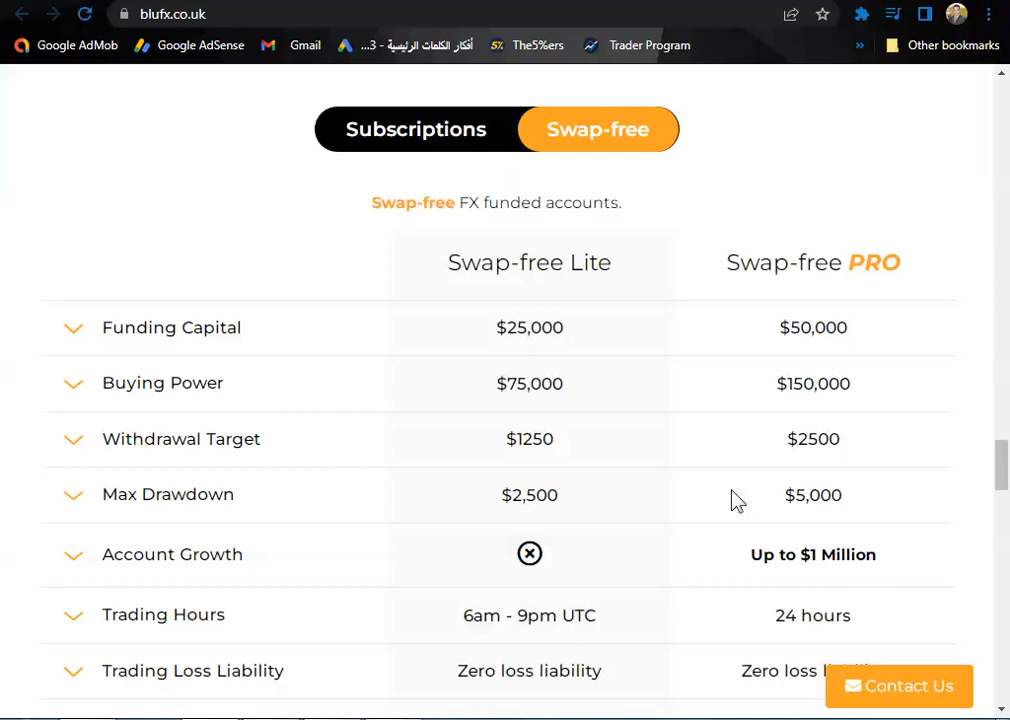 blufx.co.uk
Google AdMob
Google AdSense
Gmail
أفكار الكلمات الرئيسية - 3...
The5%ers
Trader Program
»
Other bookmarks
Subscriptions
Swap-free
Swap-free FX funded accounts.
Swap-free Lite
Swap-free PRO
Funding Capital $25,000 $50,000
Buying Power $75,000 $150,000
Withdrawal Target $1250 $2500
Max Drawdown $2,500 $5,000
Account Growth Up to $1 Million
Trading Hours 6am - 9pm UTC 24 hours
Trading Loss Liability Zero loss liability Zero loss
Contact Us